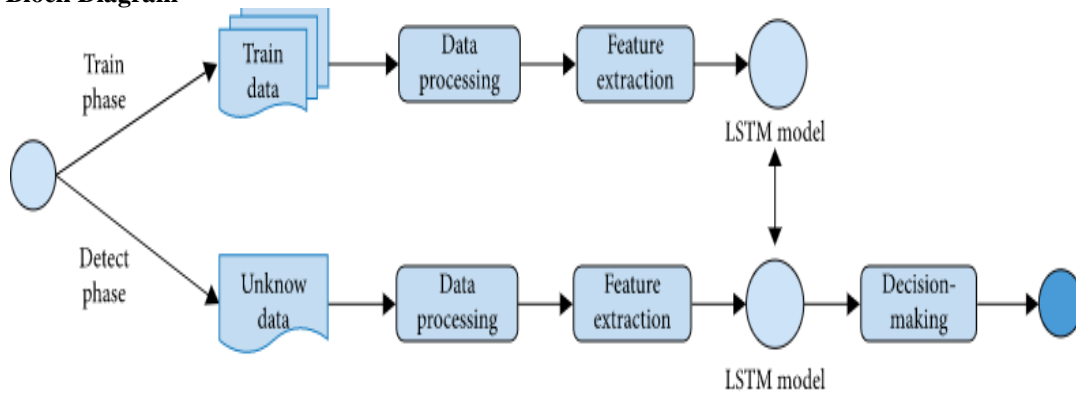 Block Diagram
Train
phase
Train
data
Data
processing
Feature
extraction
LSTM model
Detect
phase
Unknow
data
Data
processing
Feature
extraction
LSTM model
Decision-
making